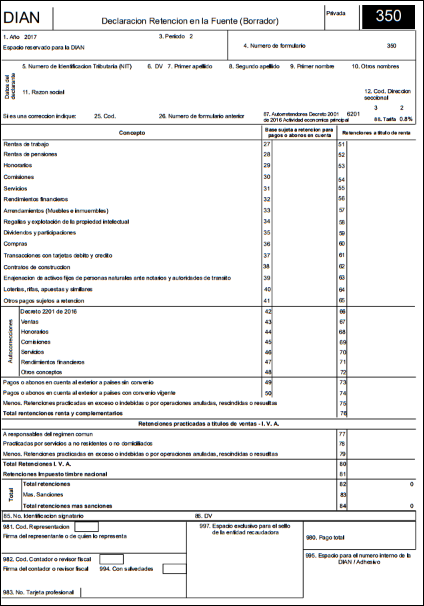 DIAN Declaracion Retencion en la Fuente (Borrador) Privada 350
1. Año 2017 3. Periodo 2
Espacio reservado para la DIAN 4. Numero de formulario 350
Datos del declarante
5. Numero de Identificacion Tributaria (NIT) 6. DV 7. Primer apellido 8. Segundo apellido 9. Primer nombre 10. Otros nombres
11. Razon social 12. Cod. Direccion seccional
3 2
Si es una correccion indique: 25. Cod. 26. Numero de formulario anterior 87. Autorretendores Decreto 2001 de 2016 Actividad economica principal 6201 88. Tarifa 0.8%
Concepto Base sujeta a retencion para pagos o abonos en cuenta Retenciones a titulo de renta
Rentas de trabajo 27 51
Rentas de pensiones 28 52
Honorarios 29 53
Comisiones 30 54
Servicios 31 55
Rendimientos financieros 32 56
Arrendamientos (Muebles e inmuembles) 33 57
Regalias y explotación de la propiedad intelectual 34 58
Dividendos y participaciones 35 59
Compras 36 60
Transacciones con tarjetas debito y credito 37 61
Contratos de construccion 38 62
Enajenacion de activos fijos de personas naturales ante notarios y autoridades de transito 39 63
Loterias, rifas, apuestas y similares 40 64
Otros pagos sujetos a retencion 41 65
Autocorrecciones
Decreto 2201 de 2016 42 66
Ventas 43 67
Honorarios 44 68
Comisiones 45 69
Servicios 46 70
Rendimientos financieros 47 71
Otros conceptos 48 72
Pagos o abonos en cuenta al exterior a paises sin convenio 49 73
Pagos o abonos en cuenta al exterior a paises con convenio vigente 50 74
Menos. Retenciones practicadas en exceso o indebidas o por operaciones anuladas, rescindidas o resueltas 75
Total rentenciones renta y complementarios 76
Retenciones practicadas a titulos de ventas - I. V. A.
A responsables del regimen comun 77
Practicadas por servicios a no residentes o no domiciliados 78
Menos. Retenciones practicadas en exceso o indebidas o por operaciones anuladas, rescindidas o resueltas 79
Total Retenciones I. V. A. 80
Retenciones Impuesto timbre nacional 81
Total
Total retenciones 82 0
Mas. Sanciones 83
Total retenciones mas sanciones 84 0
85. No. Identificacion signatario 86. DV
981. Cod. Representacion
Firma del representante o de quien lo representa
997. Espacio exclusivo para el sello de la entidad recaudadora
980. Pago total
982. Cod. Contador o revisor fiscal
Firma del contador o revisor fiscal 994. Con salvedades
995. Espacio para el numero interno de la DIAN / Adhesivo
983. No. Tarjeta profesional